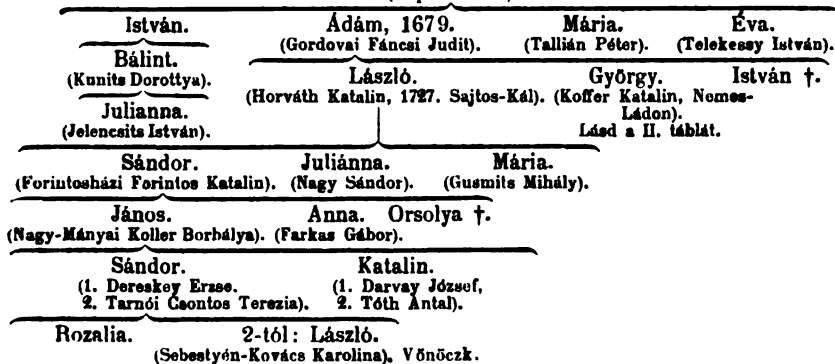 István. Ádám, 1679. Mária. Éva.
(Gordovai Fáncsi Judit). (Tallián Péter). (Telekessy István).
Bálint.
(Kunits Dorottya). László. György. István †.
(Horváth Katalin, 1727. Sajtos-Kál). (Koffer Katalin, Nemes-
Julianna. Ládon).
(Jelencsits István). Lásd a II. táblát.
Sándor. Juliánna. Mária.
(Forintosházi Forintos Katalin). (Nagy Sándor). (Gusmits Mihály).
János. Anna. Orsolya †.
(Nagy-Mányai Koller Borbálya). (Farkas Gábor).
Sándor. Katalin.
(1. Dereskey Erzse. (1. Darvay József,
2. Tarnói Csontos Terezia). 2. Tóth Antal).
Rozalia. 2-tól: László.
(Sebestyén-Kovács Karolina), Vönöczk.